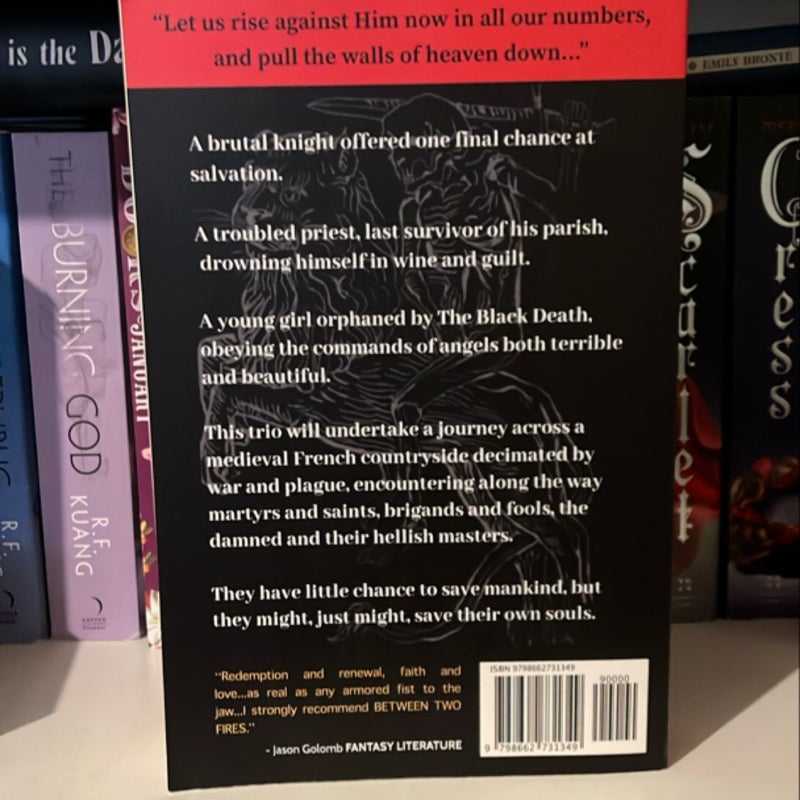 "Let us rise against Him now in all our numbers,
and pull the walls of heaven down..."
A brutal knight offered one final chance at
salvation.
A troubled priest, last survivor of his parish,
drowning himself in wine and guilt.
A young girl orphaned by The Black Death,
obeying the commands of angels both terrible
and beautiful.
This trio will undertake a journey across a
medieval French countryside decimated by
war and plague, encountering along the way
martyrs and saints, brigands and fools, the
damned and their hellish masters.
They have little chance to save mankind, but
they might, just might, save their own souls.
"Redemption and renewal, faith and
love...as real as any armored fist to the
jaw...I strongly recommend BETWEEN TWO
FIRES."
- Jason Golomb FANTASY LITERATURE
ISBN 9798662731349
90000
9 798662 731349
is the Da
THE BURNING GOD
R.F. KUANG
JANUARY
R.F.
EMILY BRONTË
Scarlet
Cress